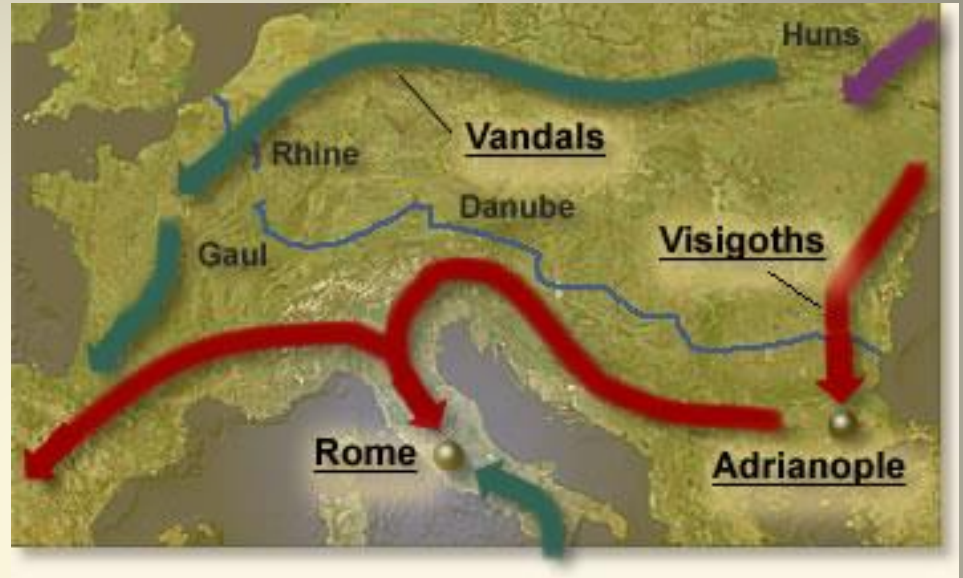 Huns
Vandals
Rhine
Danube
Visigoths
Gaul
Rome
Adrianople